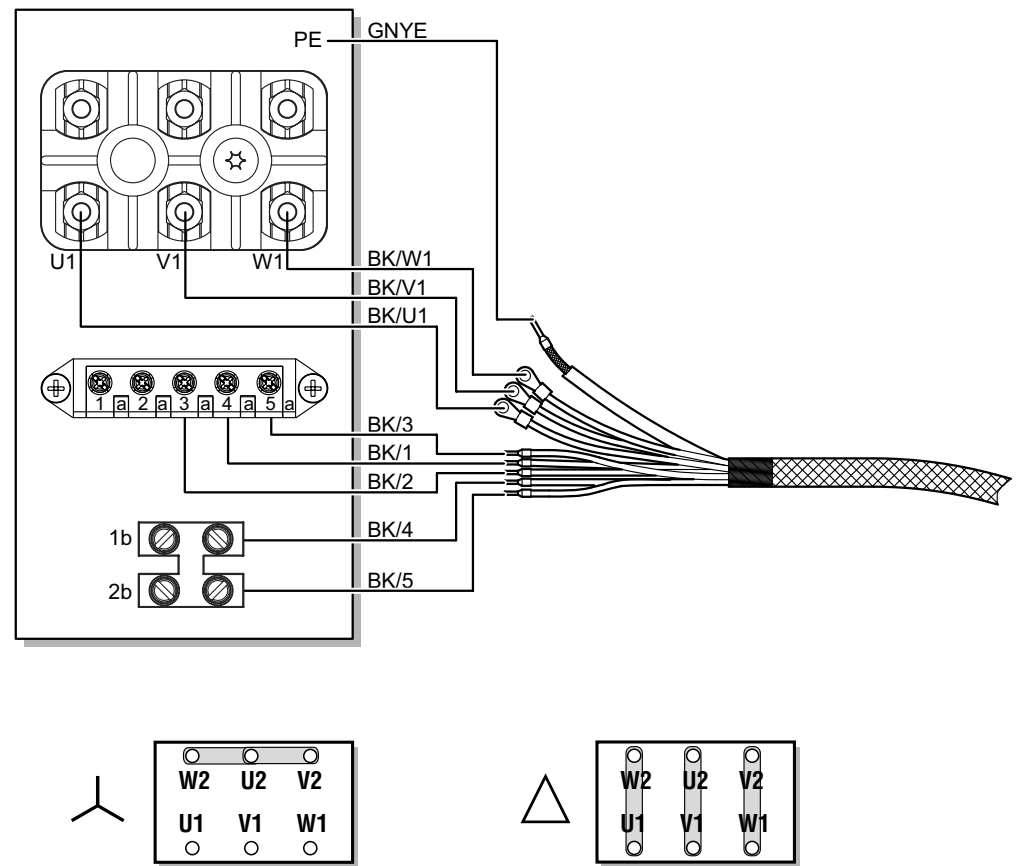 PE GNYE
U1 V1 W1
BK/W1
BK/V1
BK/U1
1 a 2 a 3 a 4 a 5 a
BK/3
BK/1
BK/2
1b BK/4
2b BK/5
W2 U2 V2
U1 V1 W1
W2 U2 V2
U1 V1 W1